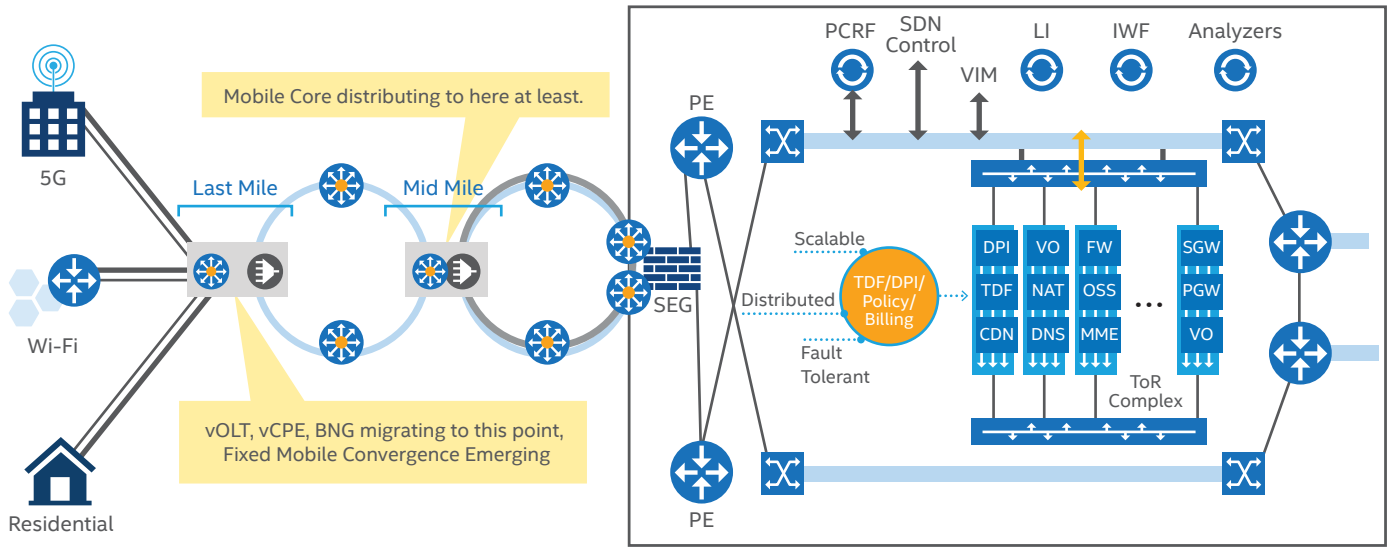 5G
Wi-Fi
Residential
Last Mile
Mid Mile
Mobile Core distributing to here at least.
vOLT, vCPE, BNG migrating to this point,
Fixed Mobile Convergence Emerging
SEG
PE
PE
PCRF
SDN
Control
VIM
LI
IWF
Analyzers
Scalable
Distributed
Fault
Tolerant
TDF/DPI/
Policy/
Billing
DPI
TDF
CDN
VO
NAT
DNS
FW
OSS
MME
...
SGW
PGW
VO
ToR
Complex